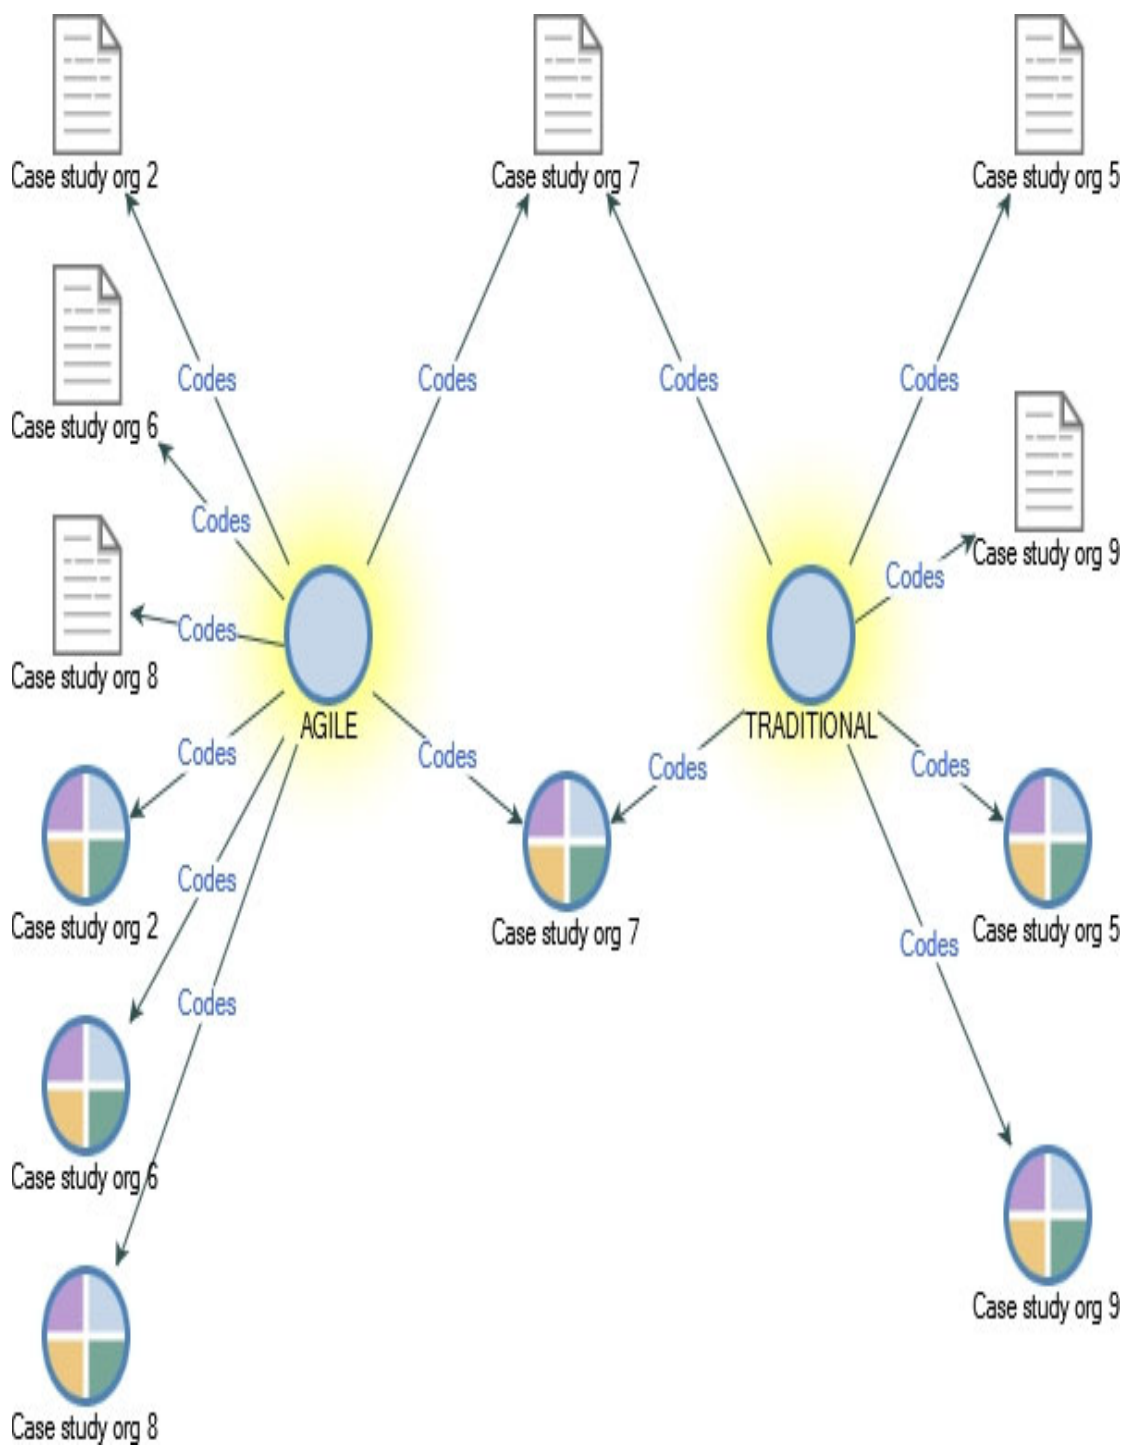 Case study org 2
Case study org 7
Case study org 5
Codes
Codes
Codes
Codes
Case study org 6
Codes
Case study org 9
Codes
Codes
Case study org 8
AGILE
TRADITIONAL
Codes
Codes
Codes
Codes
Codes
Case study org 2
Case study org 7
Case study org 5
Codes
Codes
Case study org 6
Case study org 9
Case study org 8